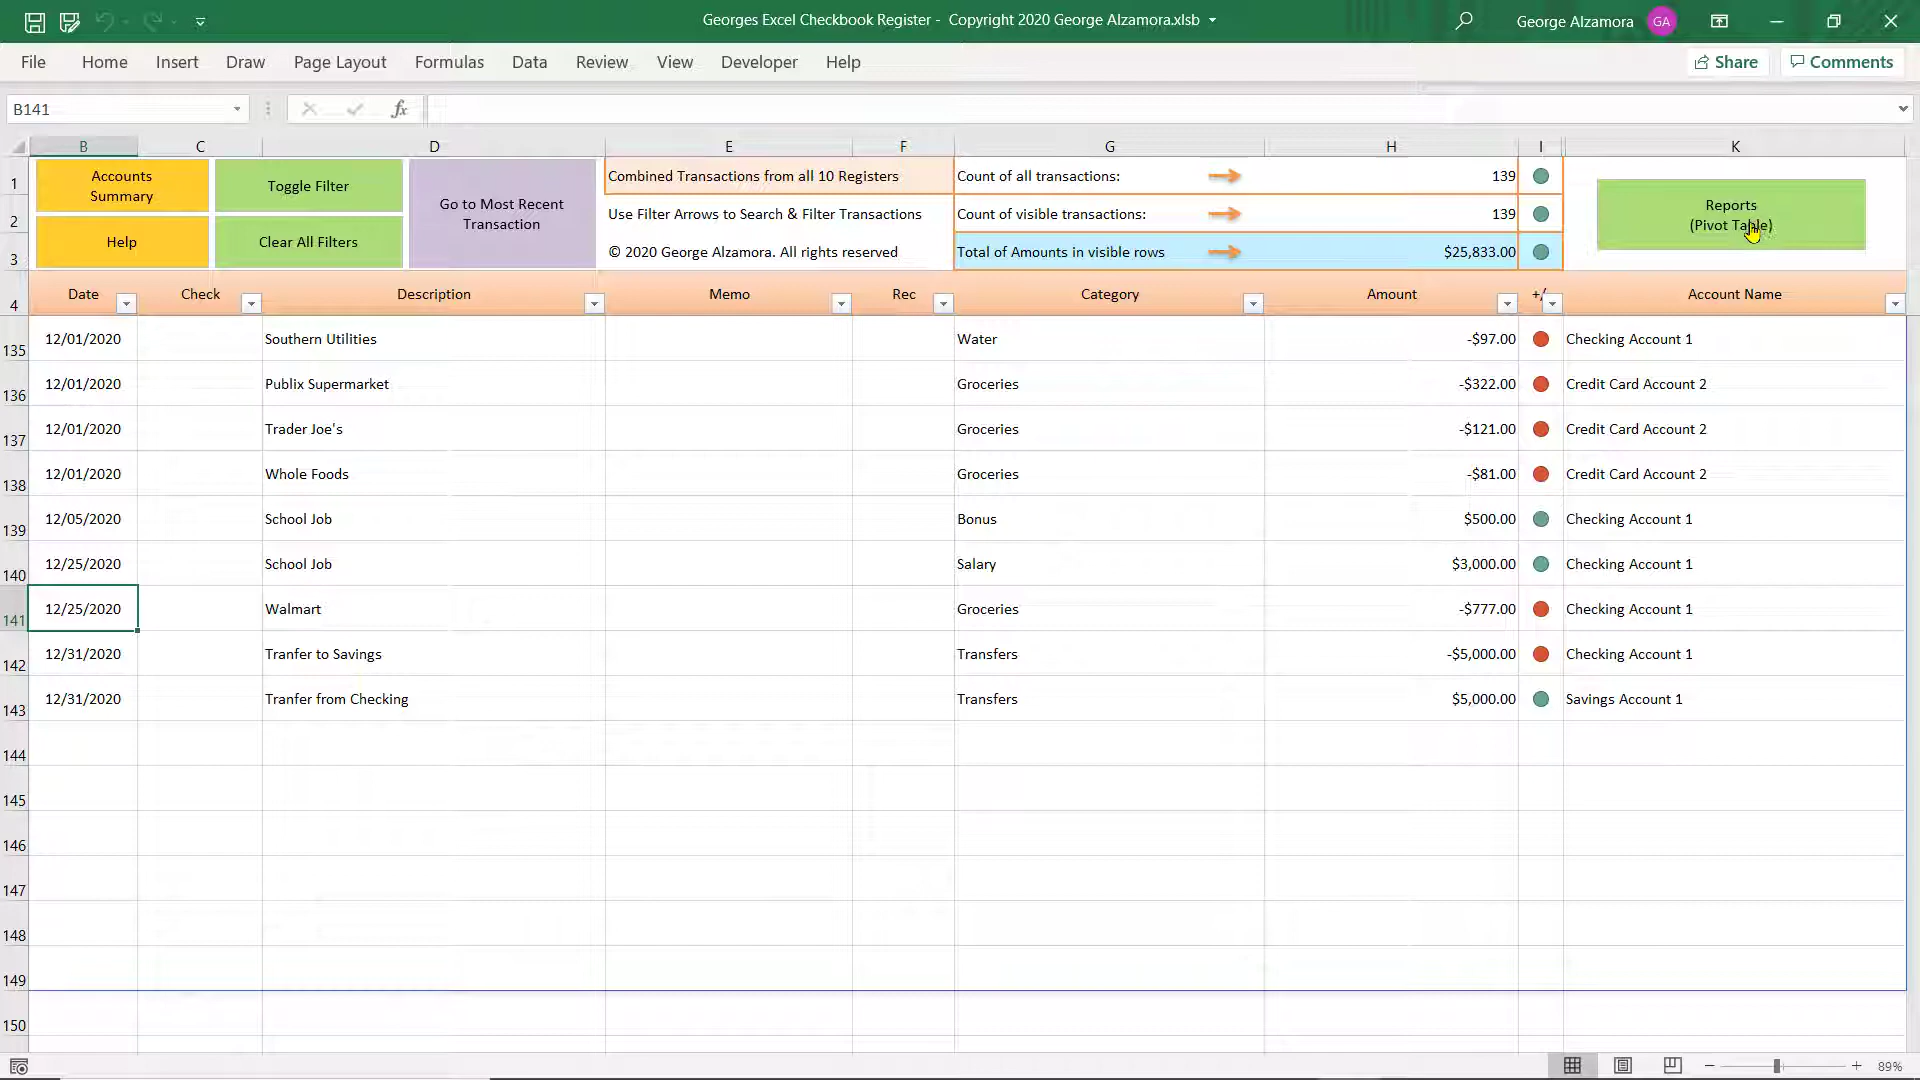 Georges Excel Checkbook Register - Copyright 2020 George Alzamora.xlsb
George Alzamora GA
File Home Insert Draw Page Layout Formulas Data Review View Developer Help Share Comments
B141 fx
B C D E F G H I K
1 2 3 4
Accounts
Summary
Toggle Filter
Go to Most Recent
Transaction
Help
Clear All Filters
Combined Transactions from all 10 Registers
Use Filter Arrows to Search & Filter Transactions
© 2020 George Alzamora. All rights reserved
Count of all transactions: 139
Count of visible transactions: 139
Total of Amounts in visible rows $25,833.00
Reports
(Pivot Table)
Date Check Description Memo Rec Category Amount +/ Account Name
135 12/01/2020 Southern Utilities Water -$97.00 Checking Account 1
136 12/01/2020 Publix Supermarket Groceries -$322.00 Credit Card Account 2
137 12/01/2020 Trader Joe's Groceries -$121.00 Credit Card Account 2
138 12/01/2020 Whole Foods Groceries -$81.00 Credit Card Account 2
139 12/05/2020 School Job Bonus $500.00 Checking Account 1
140 12/25/2020 School Job Salary $3,000.00 Checking Account 1
141 12/25/2020 Walmart Groceries -$777.00 Checking Account 1
142 12/31/2020 Tranfer to Savings Transfers -$5,000.00 Checking Account 1
143 12/31/2020 Tranfer from Checking Transfers $5,000.00 Savings Account 1
144
145
146
147
148
149
150
89%